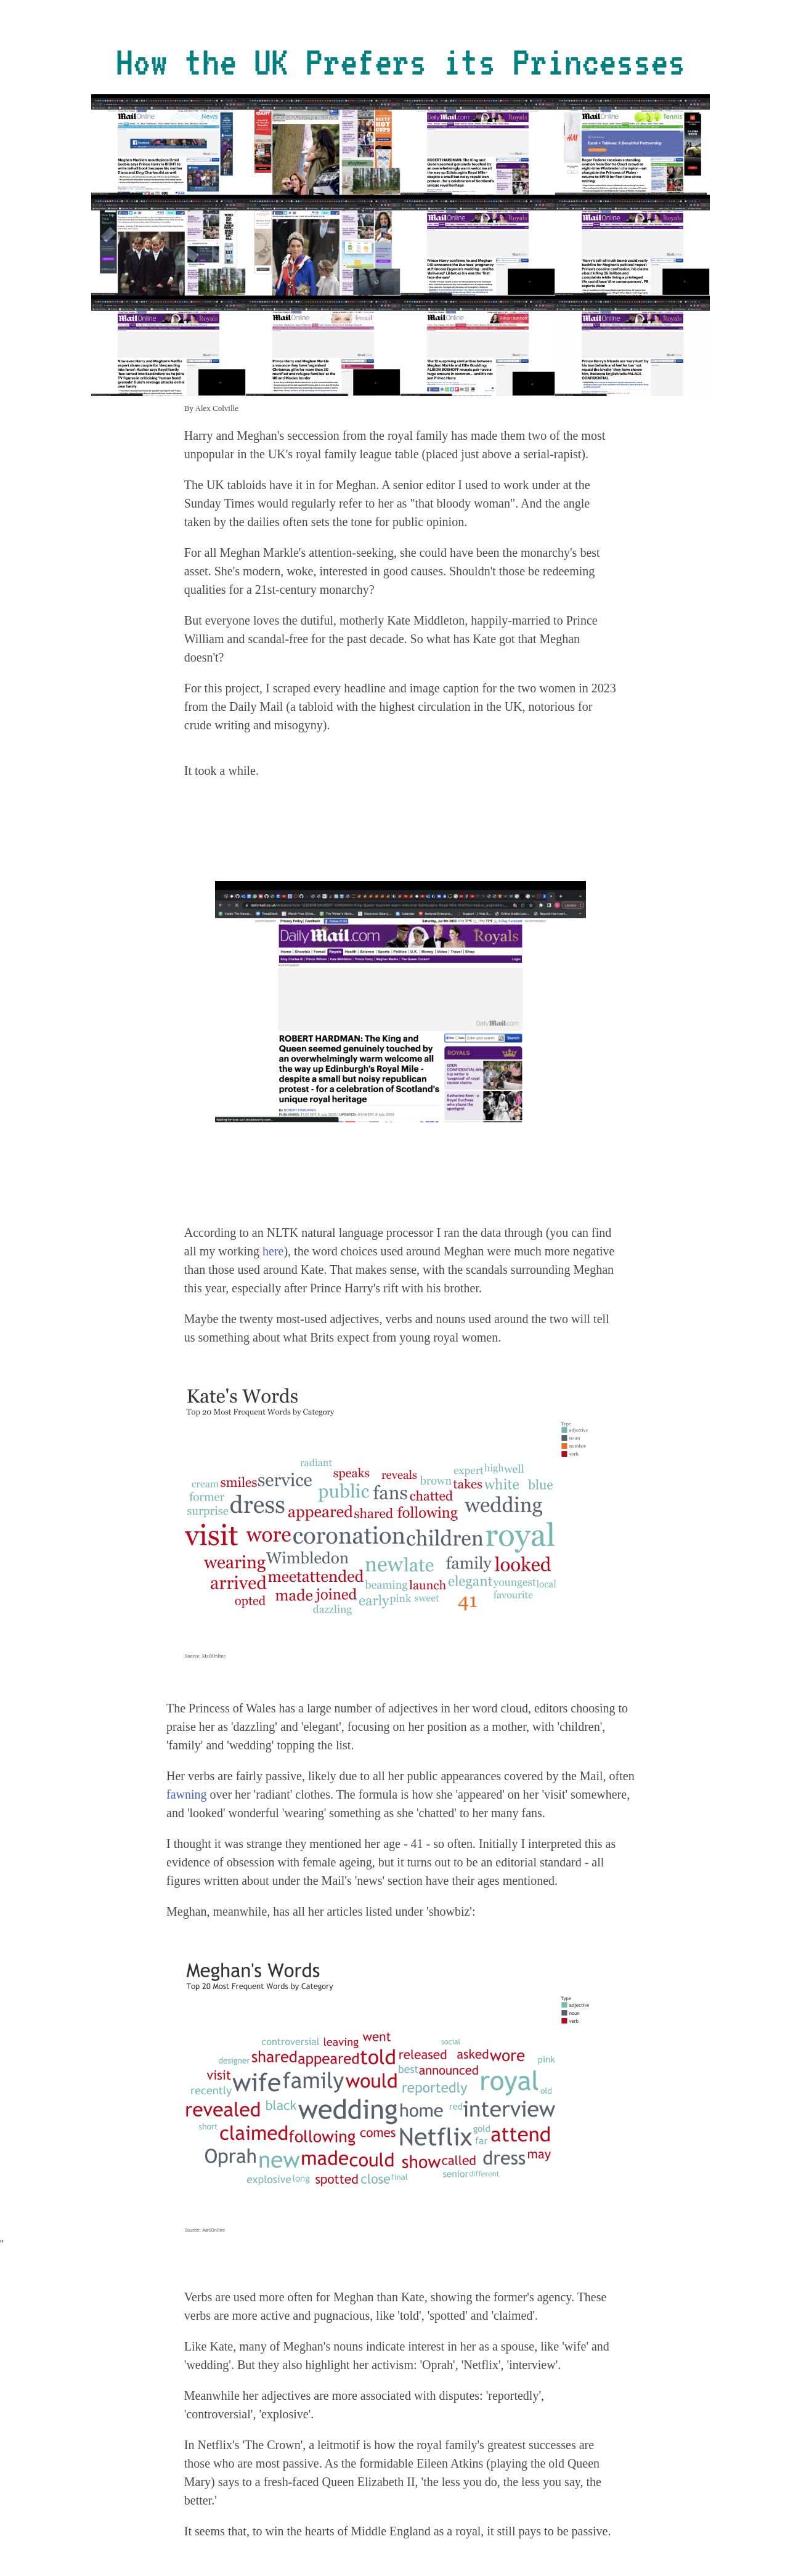 How the UK Prefers its Princesses
By Alex Colville
Harry and Meghan's seccession from the royal family has made them two of the most
unpopular in the UK's royal family league table (placed just above a serial-rapist).
The UK tabloids have it in for Meghan. A senior editor I used to work under at the
Sunday Times would regularly refer to her as "that bloody woman". And the angle
taken by the dailies often sets the tone for public opinion.
For all Meghan Markle's attention-seeking, she could have been the monarchy's best
asset. She's modern, woke, interested in good causes. Shouldn't those be redeeming
qualities for a 21st-century monarchy?
But everyone loves the dutiful, motherly Kate Middleton, happily-married to Prince
William and scandal-free for the past decade. So what has Kate got that Meghan
doesn't?
For this project, I scraped every headline and image caption for the two women in 2023
from the Daily Mail (a tabloid with the highest circulation in the UK, notorious for
crude writing and misogyny).
It took a while.
Daily Mail.com
Royals
Daily Mail.com
ROBERT HARDMAN: The King and
Queen seemed genuinely touched by
an overwhelmingly warm welcome all
the way up Edinburgh's Royal Mile -
despite a small but noisy republican
protest - for a celebration of Scotland's
unique royal heritage
By ROBERT HARDMAN
ROYALS
According to an NLTK natural language processor I ran the data through (you can find
all my working here), the word choices used around Meghan were much more negative
than those used around Kate. That makes sense, with the scandals surrounding Meghan
this year, especially after Prince Harry's rift with his brother.
Maybe the twenty most-used adjectives, verbs and nouns used around the two will tell
us something about what Brits expect from young royal women.
Kate's Words
Top 20 Most Frequent Words by Category
Type
adjective
noun
number
verb
radiant
speaks reveals expert high well
cream smiles service brown takes white blue
former public fans chatted
surprise dress appeared shared following wedding
visit wore coronation children royal
wearing Wimbledon new late family looked
arrived meet attended beaming launch elegant youngest local
opted made joined early pink sweet 41 favourite
dazzling
Source: MailOnline
The Princess of Wales has a large number of adjectives in her word cloud, editors choosing to
praise her as 'dazzling' and 'elegant', focusing on her position as a mother, with 'children',
'family' and 'wedding' topping the list.
Her verbs are fairly passive, likely due to all her public appearances covered by the Mail, often
fawning over her 'radiant' clothes. The formula is how she 'appeared' on her 'visit' somewhere,
and 'looked' wonderful 'wearing' something as she 'chatted' to her many fans.
I thought it was strange they mentioned her age - 41 - so often. Initially I interpreted this as
evidence of obsession with female ageing, but it turns out to be an editorial standard - all
figures written about under the Mail's 'news' section have their ages mentioned.
Meghan, meanwhile, has all her articles listed under 'showbiz':
Meghan's Words
Top 20 Most Frequent Words by Category
Type
adjective
noun
verb
controversial leaving went social
designer shared appeared told released asked wore pink
visit wife family would best announced royal
recently reportedly old
revealed black wedding home red interview
short claimed following comes Netflix gold far attend
Oprah new made could show called dress may
explosive long spotted close final senior different
Source: MailOnline
"
Verbs are used more often for Meghan than Kate, showing the former's agency. These
verbs are more active and pugnacious, like 'told', 'spotted' and 'claimed'.
Like Kate, many of Meghan's nouns indicate interest in her as a spouse, like 'wife' and
'wedding'. But they also highlight her activism: 'Oprah', 'Netflix', 'interview'.
Meanwhile her adjectives are more associated with disputes: 'reportedly',
'controversial', 'explosive'.
In Netflix's 'The Crown', a leitmotif is how the royal family's greatest successes are
those who are most passive. As the formidable Eileen Atkins (playing the old Queen
Mary) says to a fresh-faced Queen Elizabeth II, 'the less you do, the less you say, the
better.'
It seems that, to win the hearts of Middle England as a royal, it still pays to be passive.